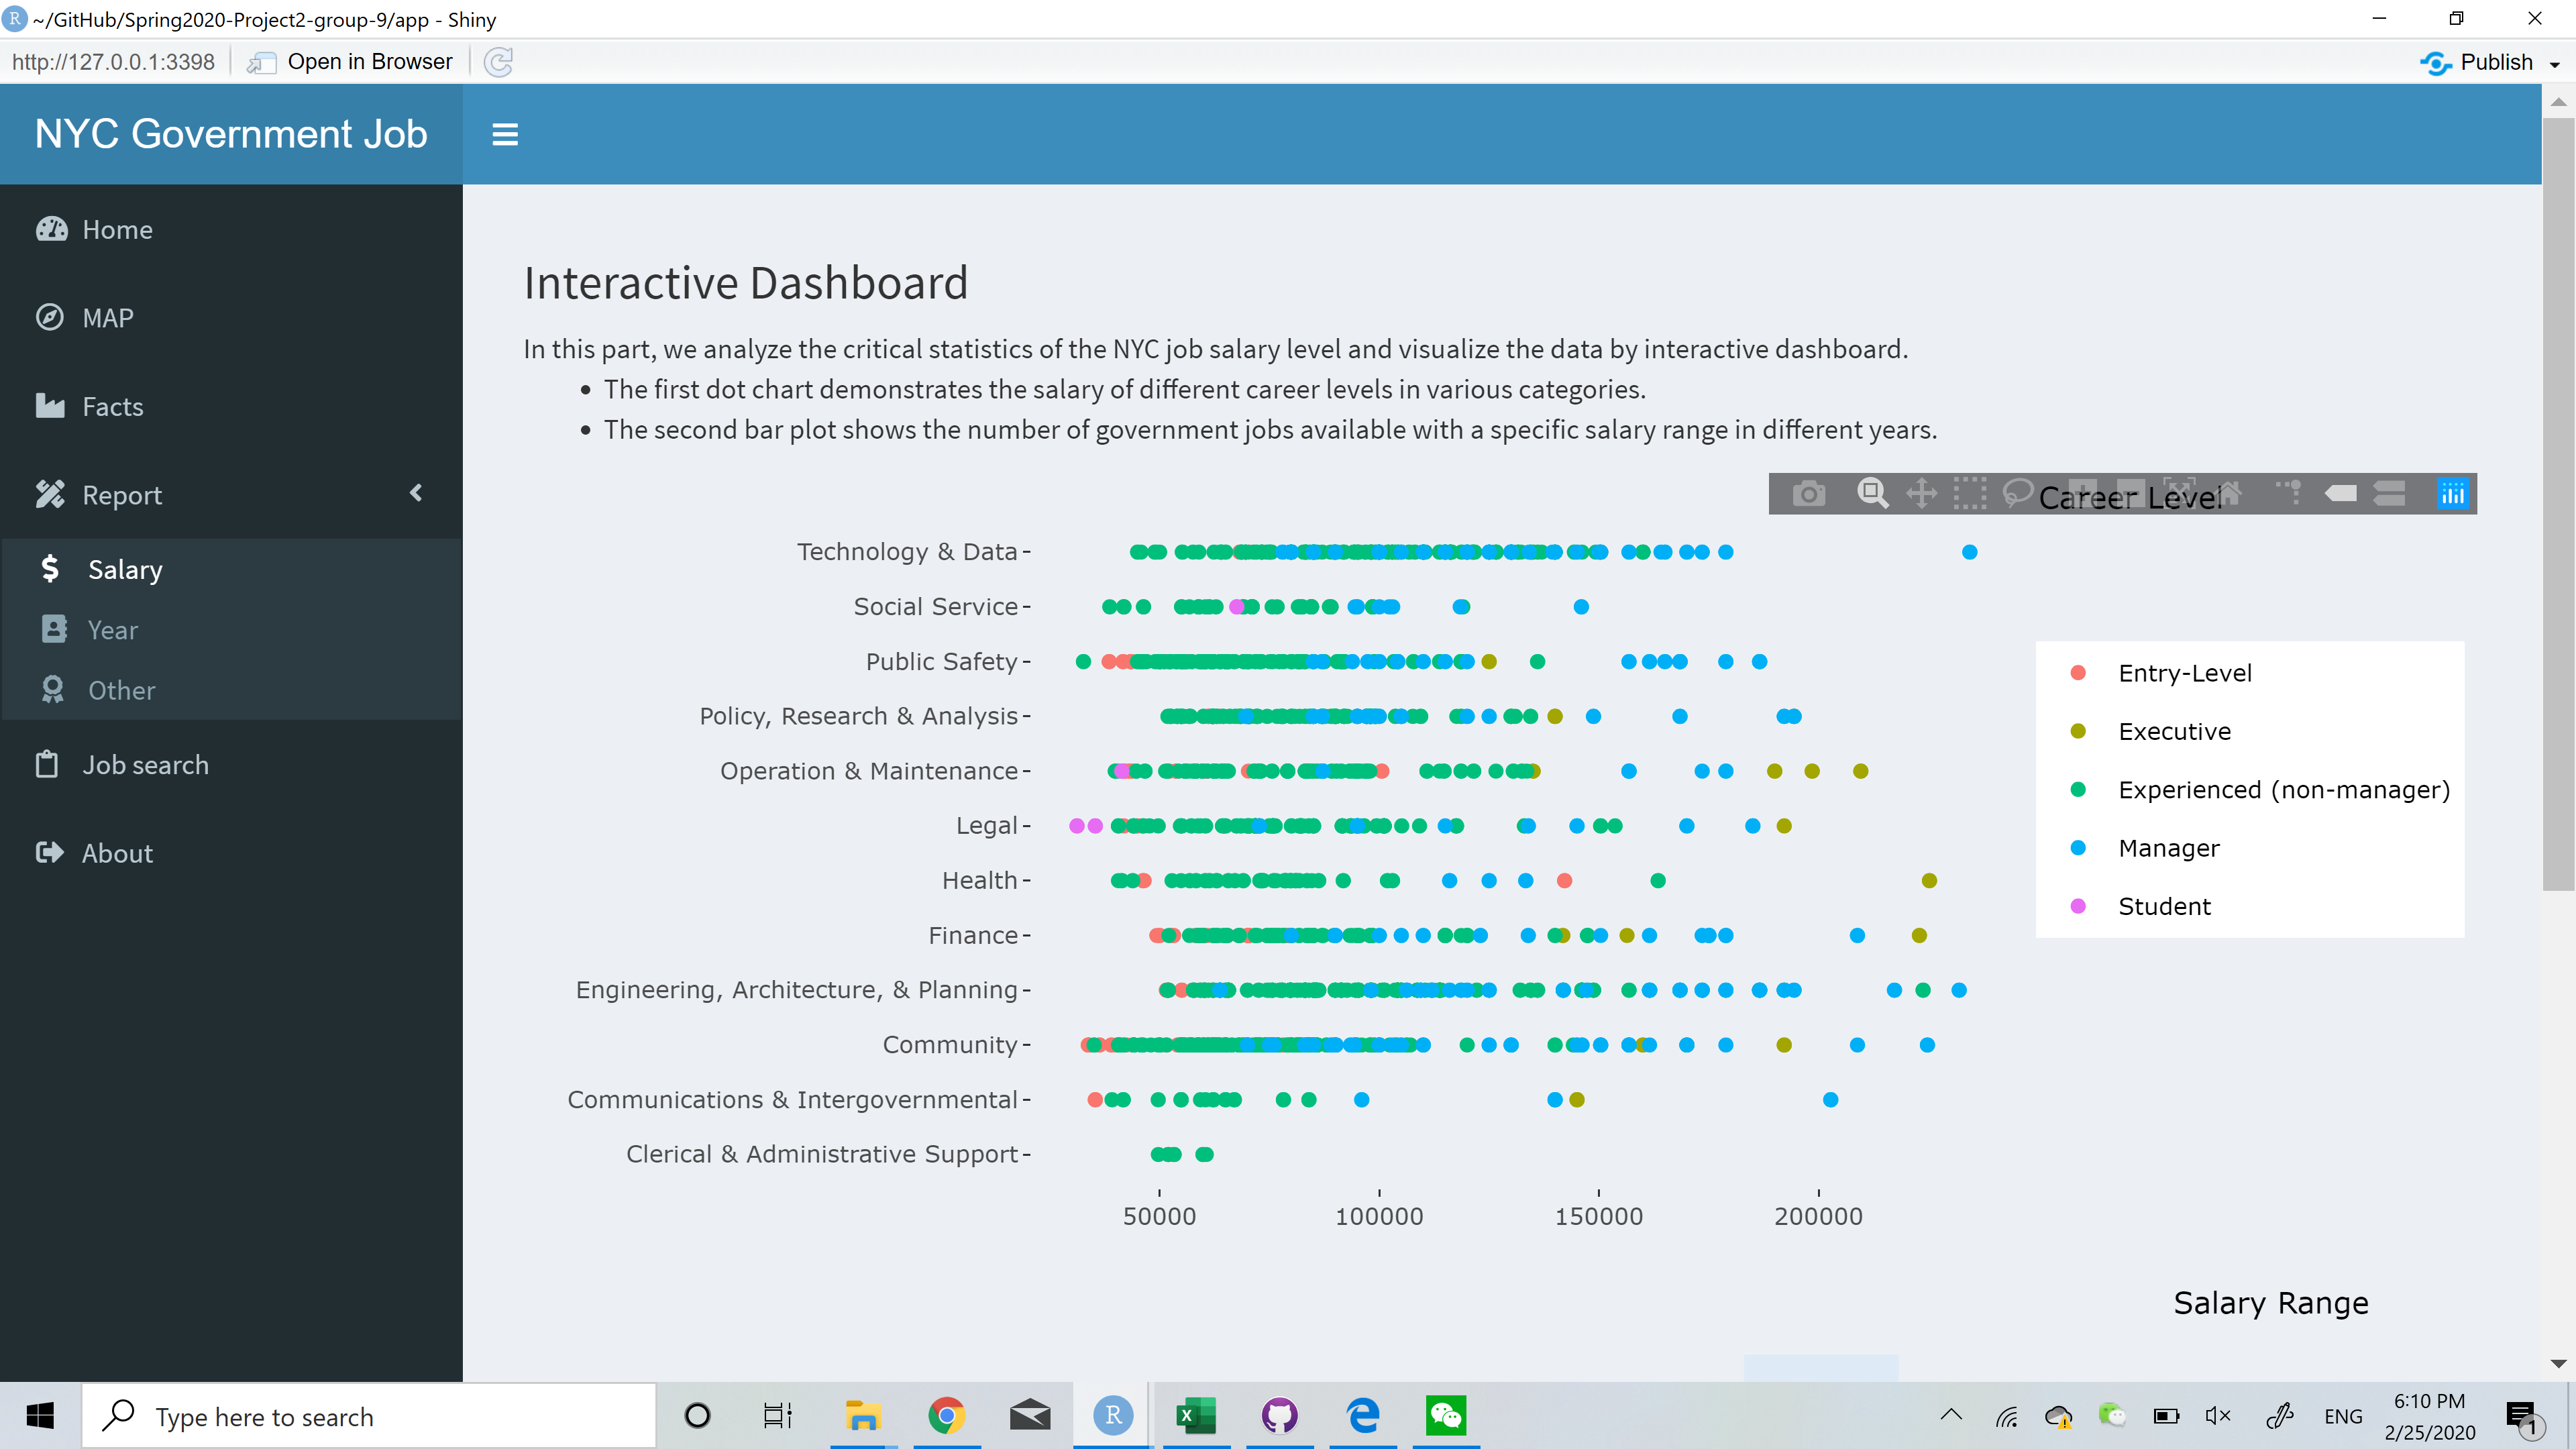 R ~/GitHub/Spring2020-Project2-group-9/app - Shiny
http://127.0.0.1:3398 Open in Browser Publish
NYC Government Job
Home
MAP
Facts
Report
$ Salary
Year
Other
Job search
About
Interactive Dashboard
In this part, we analyze the critical statistics of the NYC job salary level and visualize the data by interactive dashboard.
• The first dot chart demonstrates the salary of different career levels in various categories.
• The second bar plot shows the number of government jobs available with a specific salary range in different years.
Career Level
Technology & Data
Social Service
Public Safety
Policy, Research & Analysis
Operation & Maintenance
Legal
Health
Finance
Engineering, Architecture, & Planning
Community
Communications & Intergovernmental
Clerical & Administrative Support
50000 100000 150000 200000
Entry-Level
Executive
Experienced (non-manager)
Manager
Student
Salary Range
Type here to search
R
X
ENG
6:10 PM
2/25/2020
1